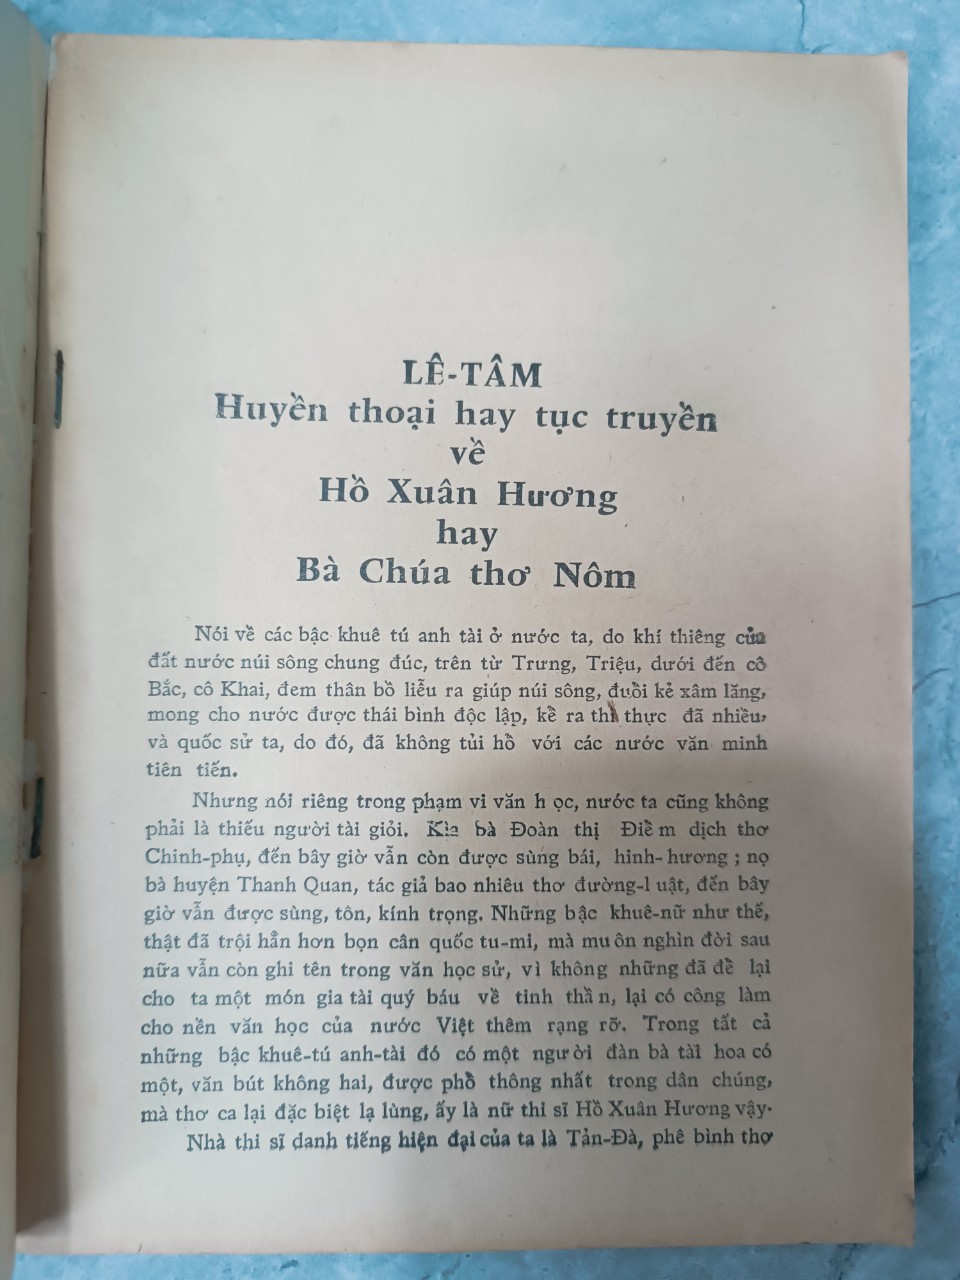 LÊ-TÂM
Huyền thoại hay tục truyền
về
Hồ Xuân Hương
hay
Bà Chúa thơ Nôm
Nói về các bậc khuê tú anh tài ở nước ta, do khí thiêng của
đất nước núi sông chung đúc, trên từ Trưng, Triệu, dưới đến cô
Bắc, cô Khai, đem thân bồ liễu ra giúp núi sông, đuổi kẻ xâm lăng,
mong cho nước được thái bình độc lập, kể ra thì thực đã nhiều,
và quốc sử ta, do đó, đã không tủi hổ với các nước văn minh
tiên tiến.
Nhưng nói riêng trong phạm vi văn h ọc, nước ta cũng không
phải là thiếu người tài giỏi. Kìa bà Đoàn thị Điể m dịch thơ
Chinh-phụ, đến bây giờ vẫn còn được sùng bái, hinh-hương ; nọ
bà huyện Thanh Quan, tác giả bao nhiêu thơ đường-l uật, đến bây
giờ vẫn được sùng, tôn, kính trọng. Những bậc khuê-nữ như thế,
thật đã trội hẳn hơn bọn cân quốc tu-mi, mà muôn nghìn đời sau
nữa vẫn còn ghi tên trong văn học sử, vì không những đã để lại
cho ta một món gia tài quý báu về tinh thần, lại có công làm
cho nền văn học của nước Việt thêm rạng rỡ. Trong tất cả
những bậc khuê-tú anh-tài đó có một người đàn bà tài hoa có
một, văn bút không hai, được phổ thông nhất trong dân chúng,
mà thơ ca lại đặc biệt lạ lùng, ấy là nữ thi sĩ Hồ Xuân Hương vậy.
Nhà thi sĩ danh tiếng hiện đại của ta là Tản-Đà, phê bình thơ